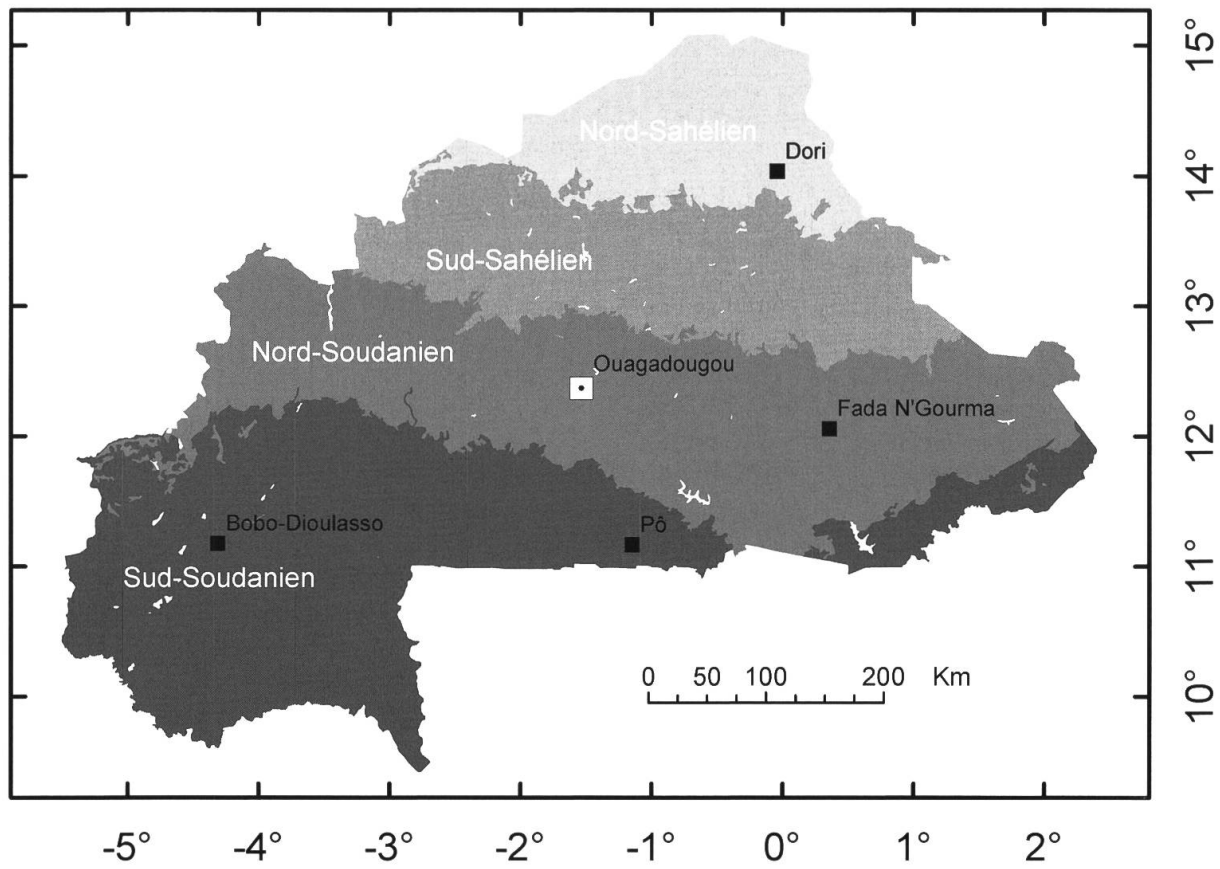 15°
Nord-Sahélien
Dori
14°
Sud-Sahélien
13°
Nord-Soudanien
Ouagadougou
Fada N'Gourma
12°
Bobo-Dioulasso
Pô
Sud-Soudanien
11°
0 50 100 200 Km
10°
-5° -4° -3° -2° -1° 0° 1° 2°